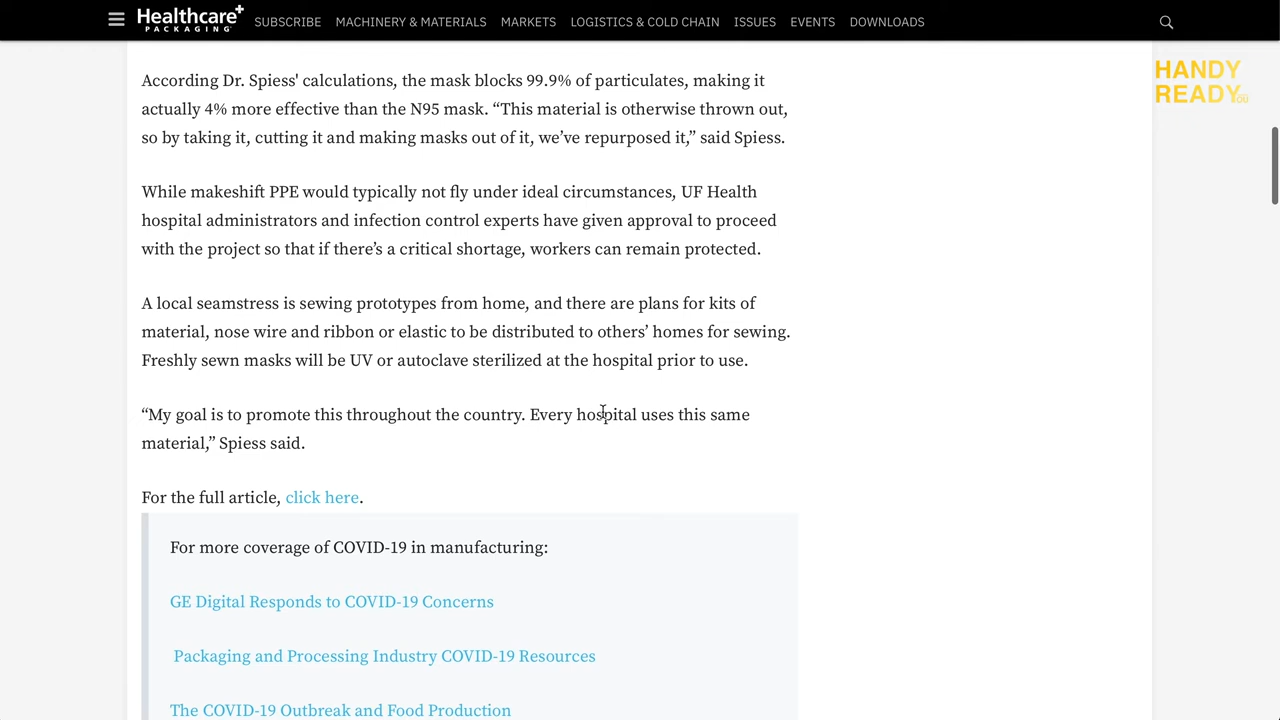 Healthcare+
PACKAGING
SUBSCRIBE MACHINERY & MATERIALS MARKETS LOGISTICS & COLD CHAIN ISSUES EVENTS DOWNLOADS
HANDY
READY
.OU
According Dr. Spiess' calculations, the mask blocks 99.9% of particulates, making it
actually 4% more effective than the N95 mask. “This material is otherwise thrown out,
so by taking it, cutting it and making masks out of it, we’ve repurposed it,” said Spiess.
While makeshift PPE would typically not fly under ideal circumstances, UF Health
hospital administrators and infection control experts have given approval to proceed
with the project so that if there’s a critical shortage, workers can remain protected.
A local seamstress is sewing prototypes from home, and there are plans for kits of
material, nose wire and ribbon or elastic to be distributed to others’ homes for sewing.
Freshly sewn masks will be UV or autoclave sterilized at the hospital prior to use.
“My goal is to promote this throughout the country. Every hospital uses this same
material,” Spiess said.
For the full article, click here.
For more coverage of COVID-19 in manufacturing:
GE Digital Responds to COVID-19 Concerns
Packaging and Processing Industry COVID-19 Resources
The COVID-19 Outbreak and Food Production